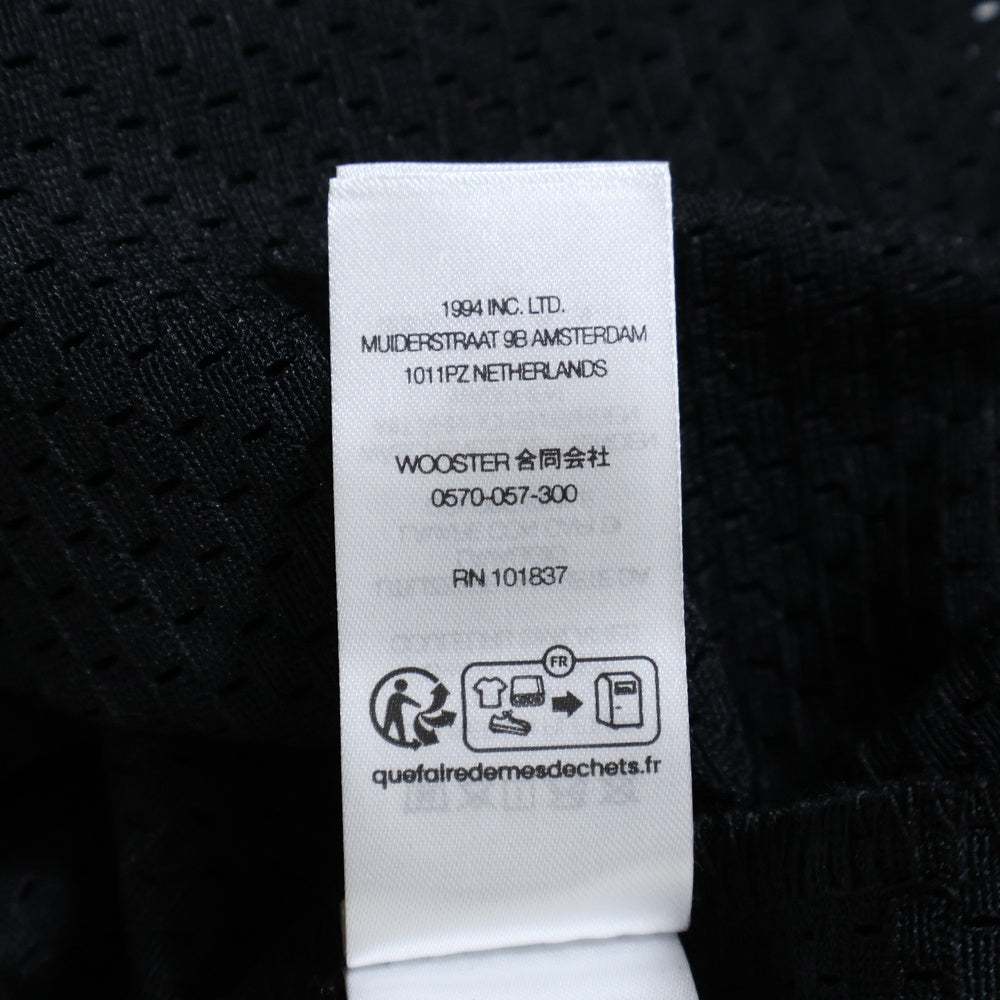 1994 INC. LTD.
MUIDERSTRAAT 9B AMSTERDAM
1011PZ NETHERLANDS
WOOSTER 合同会社
0570-057-300
RN 101837
FR
quefairedemesdechets.fr